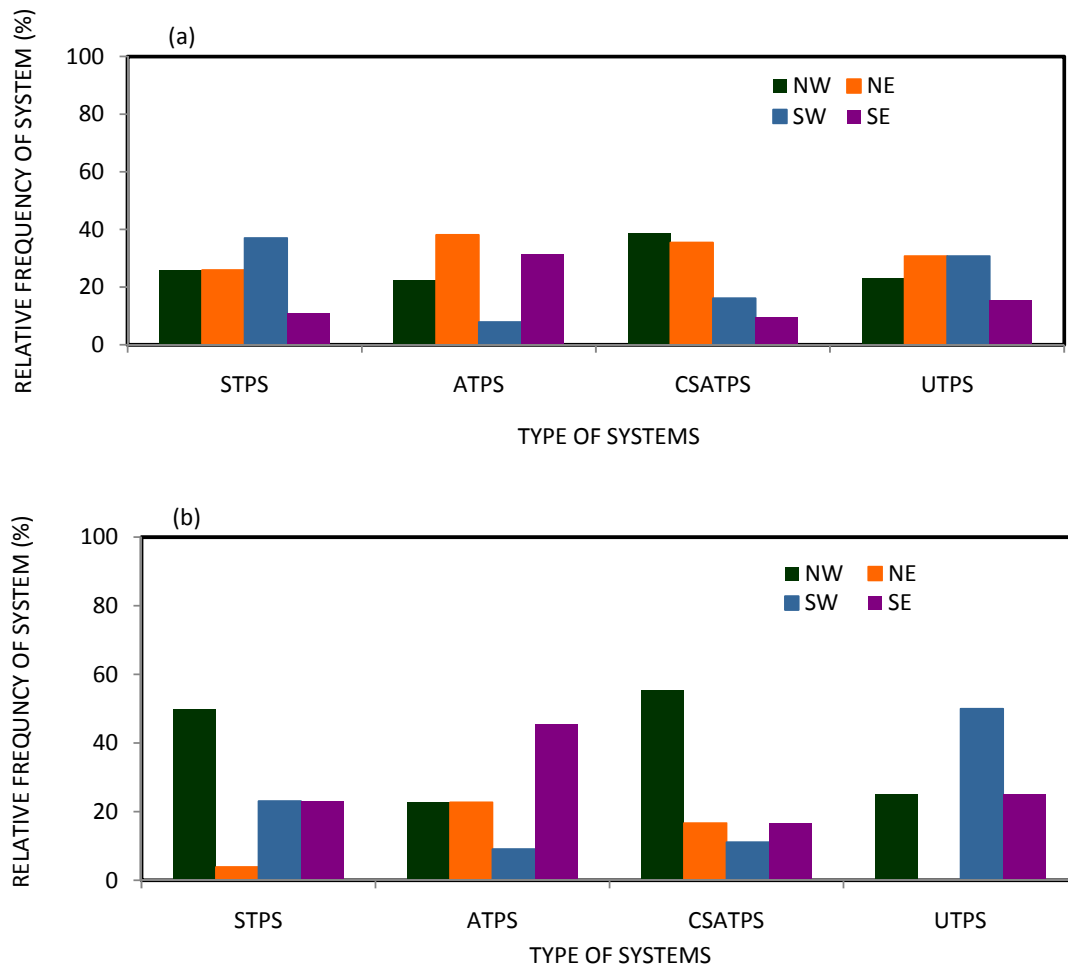 (a)
RELATIVE FREQUENCY OF SYSTEM (%)
100
80
60
40
20
0
NW NE
SW SE
STPS ATPS CSATPS UTPS
TYPE OF SYSTEMS
(b)
RELATIVE FREQUNCY OF SYSTEM (%)
100
80
60
40
20
0
NW NE
SW SE
STPS ATPS CSATPS UTPS
TYPE OF SYSTEMS